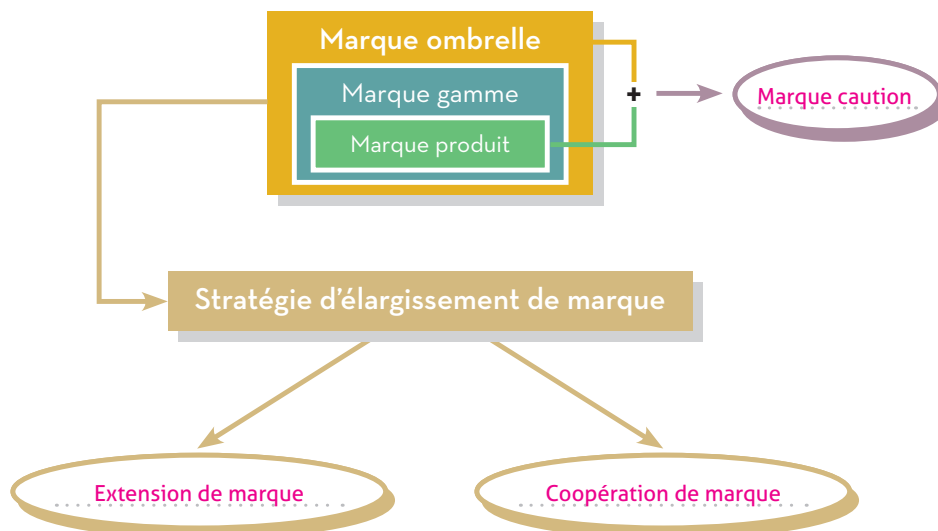 Marque ombrelle
Marque gamme
Marque produit
+
Marque caution
Stratégie d'élargissement de marque
Extension de marque
Coopération de marque